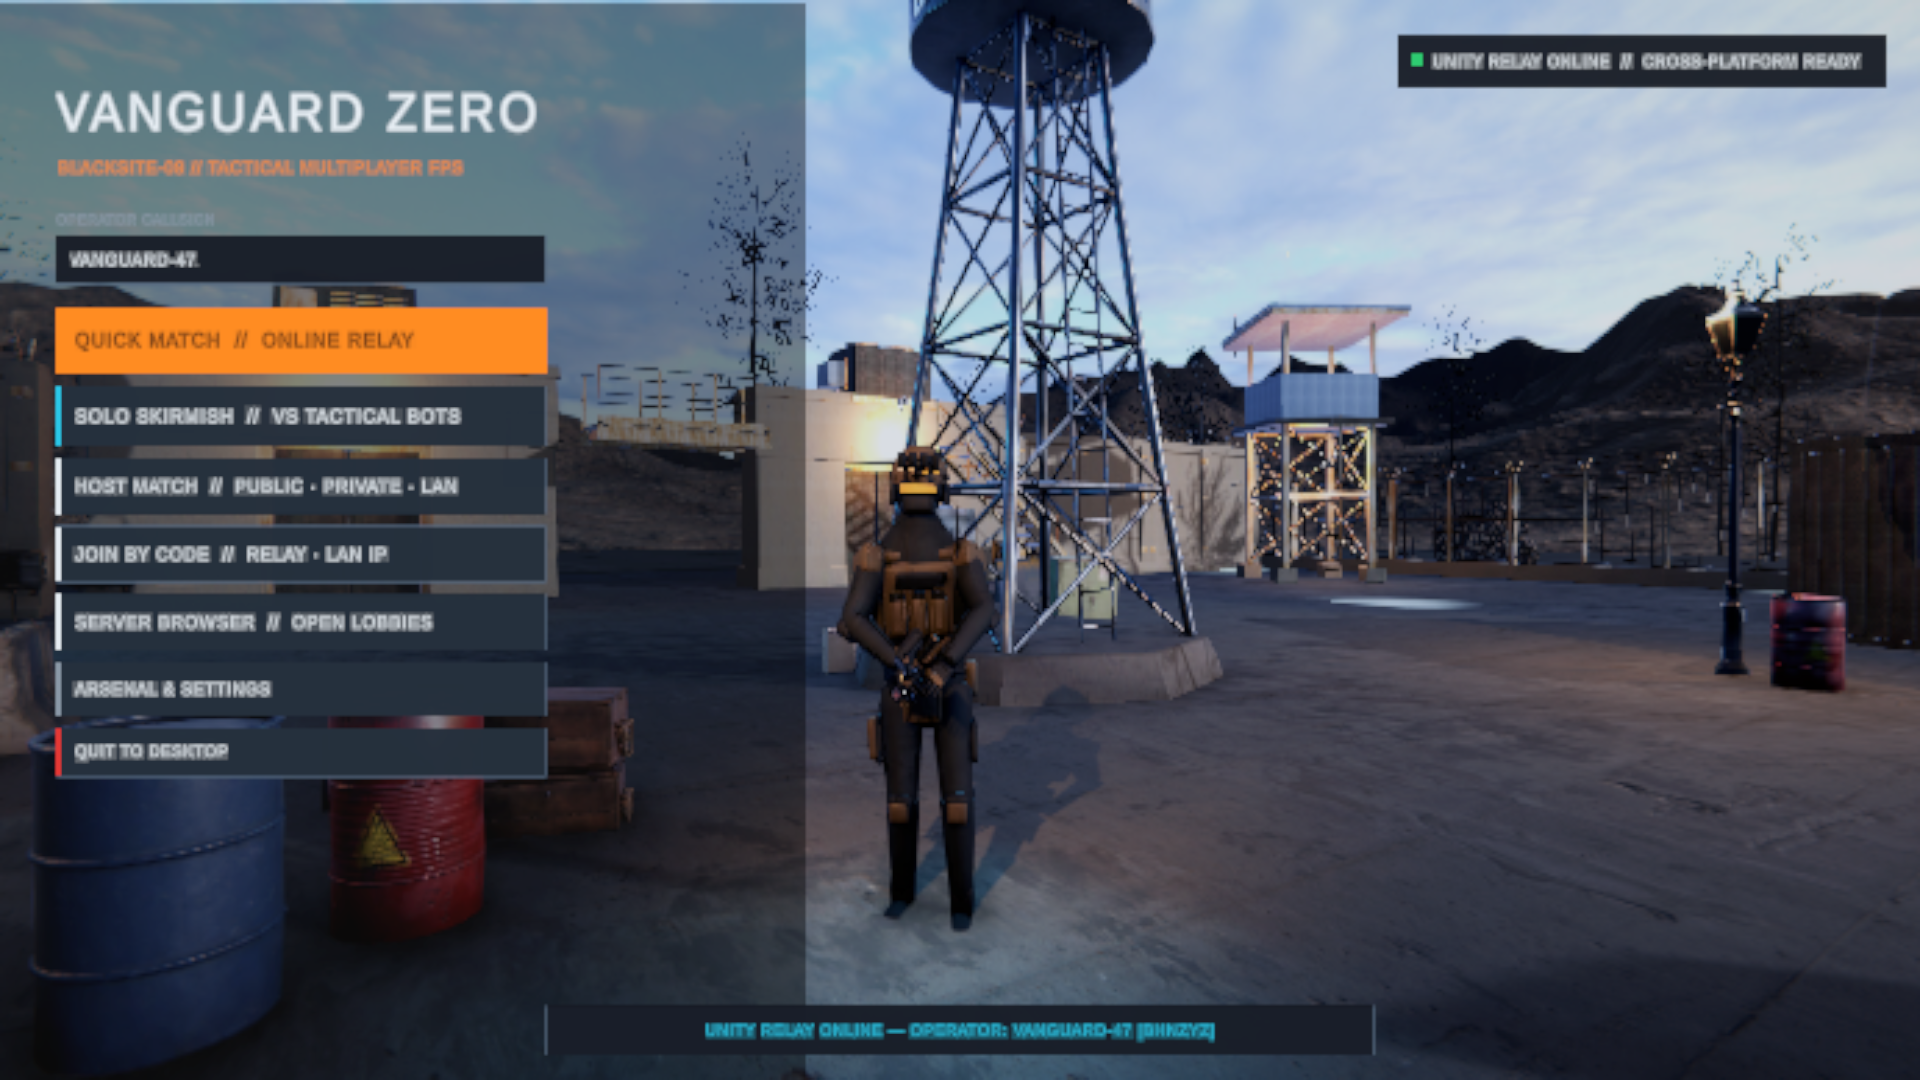 VANGUARD ZERO
BLACKSITE-09 // TACTICAL MULTIPLAYER FPS
OPERATOR CALLSIGN
VANGUARD-47
QUICK MATCH // ONLINE RELAY
SOLO SKIRMISH // VS TACTICAL BOTS
HOST MATCH // PUBLIC · PRIVATE · LAN
JOIN BY CODE // RELAY · LAN IP
SERVER BROWSER // OPEN LOBBIES
ARSENAL & SETTINGS
QUIT TO DESKTOP
UNITY RELAY ONLINE // CROSS-PLATFORM READY
UNITY RELAY ONLINE — OPERATOR: VANGUARD-47